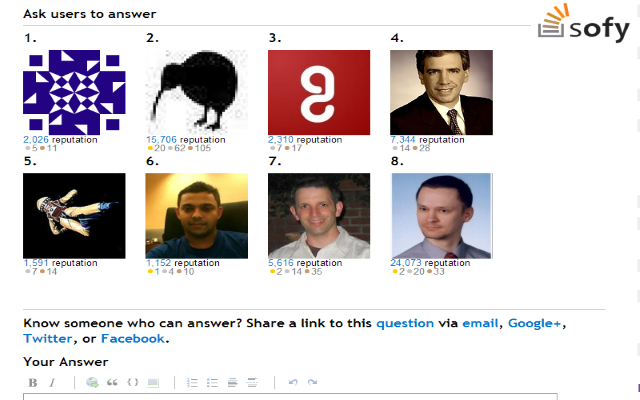 Ask users to answer
sofy
1. 2. 3. 4.
2,026 reputation 15,706 reputation 2,310 reputation 7,344 reputation
5 11 20 62 105 7 17 14 28
5. 6. 7. 8.
1,591 reputation 1,152 reputation 5,616 reputation 24,073 reputation
7 14 1 4 10 2 14 35 2 20 33
Know someone who can answer? Share a link to this question via email, Google+,
Twitter, or Facebook.
Your Answer
B I